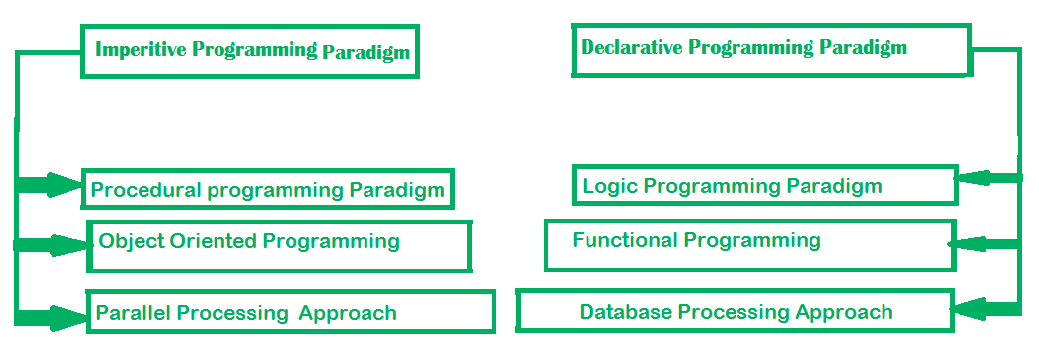 Imperitive Programming Paradigm
Procedural programming Paradigm
Object Oriented Programming
Parallel Processing Approach
Declarative Programming Paradigm
Logic Programming Paradigm
Functional Programming
Database Processing Approach